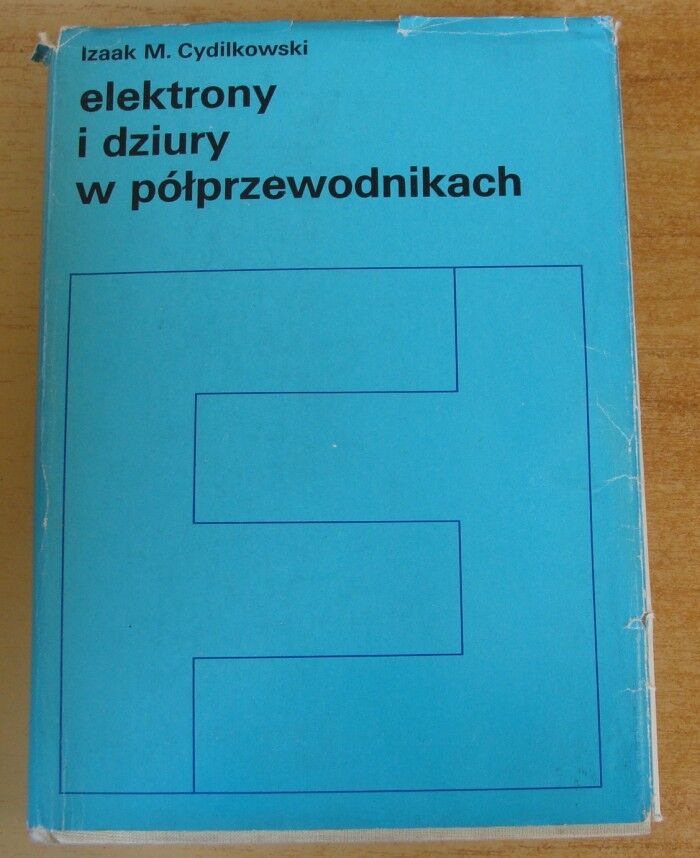 Izaak M. Cydilkowski
elektrony
i dziury
w półprzewodnikach